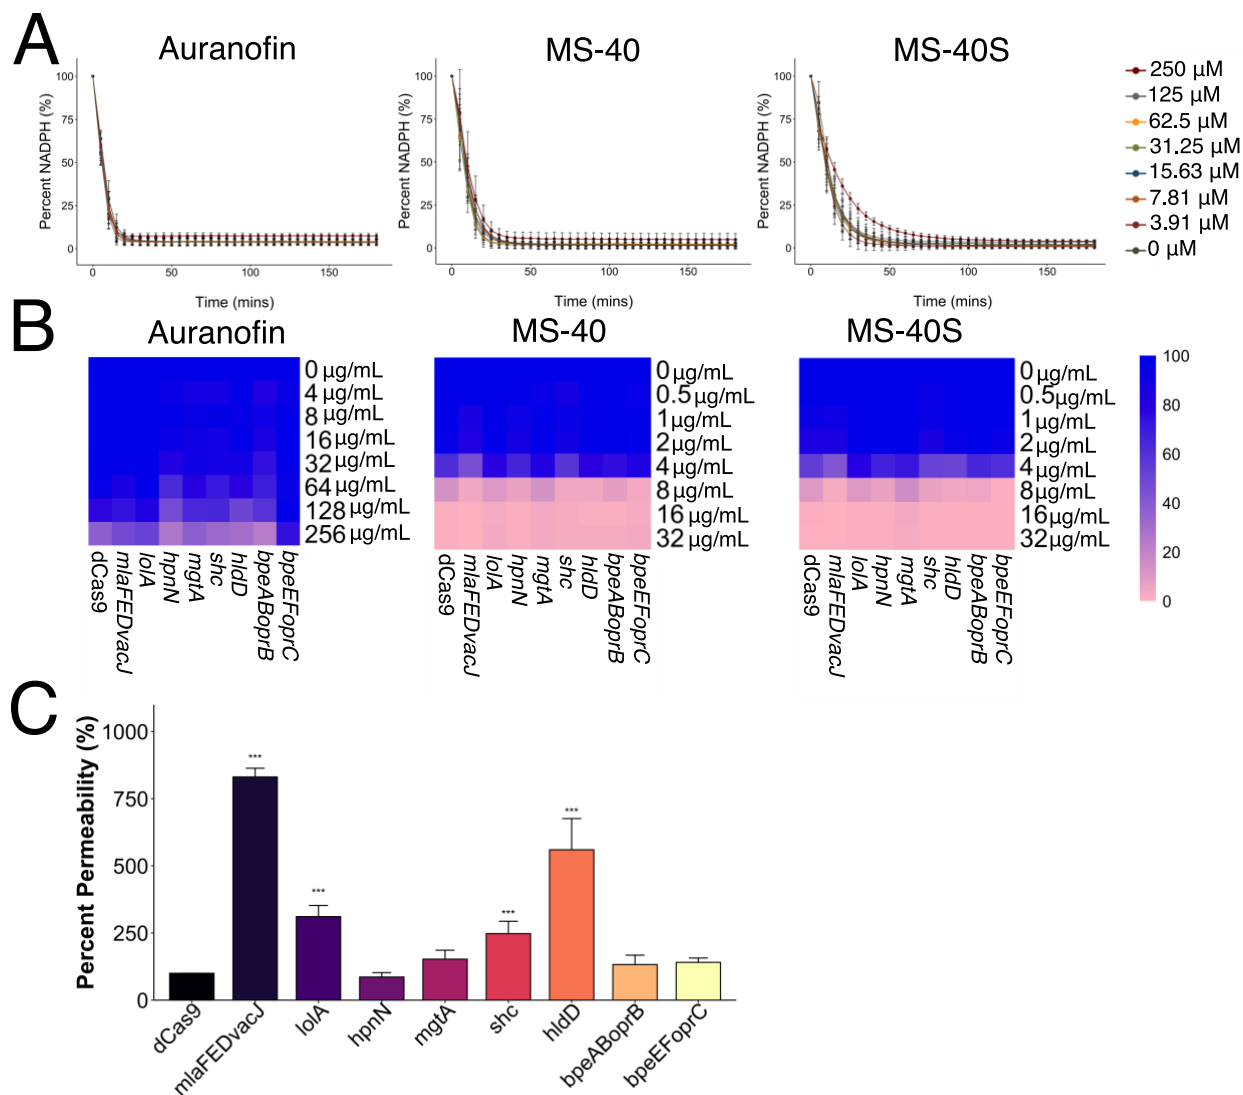 A
Auranofin
MS-40
MS-40S
Percent NADPH (%)
100
75
50
25
0
0
50
100
150
Time (mins)
Percent NADPH (%)
100
75
50
25
0
0
50
100
150
Time (mins)
Percent NADPH (%)
100
75
50
25
0
0
50
100
150
Time (mins)
250 µM
125 µM
62.5 µM
31.25 µM
15.63 µM
7.81 µM
3.91 µM
0 µM
B
Auranofin
MS-40
MS-40S
0 µg/mL
4 µg/mL
8 µg/mL
16 µg/mL
32 µg/mL
64 µg/mL
128 µg/mL
256 µg/mL
dCas9
mlaFEDvacJ
lolA
hpnN
mgtA
shc
hldD
bpeABoprB
bpeEFoprC
0 µg/mL
0.5 µg/mL
1 µg/mL
2 µg/mL
4 µg/mL
8 µg/mL
16 µg/mL
32 µg/mL
dCas9
mlaFEDvacJ
lolA
hpnN
mgtA
shc
hldD
bpeABoprB
bpeEFoprC
0 µg/mL
0.5 µg/mL
1 µg/mL
2 µg/mL
4 µg/mL
8 µg/mL
16 µg/mL
32 µg/mL
dCas9
mlaFEDvacJ
lolA
hpnN
mgtA
shc
hldD
bpeABoprB
bpeEFoprC
100
80
60
40
20
0
C
Percent Permeability (%)
1000
750
500
250
0
***
***
***
***
dCas9
mlaFEDvacJ
lolA
hpnN
mgtA
shc
hldD
bpeABoprB
bpeEFoprC